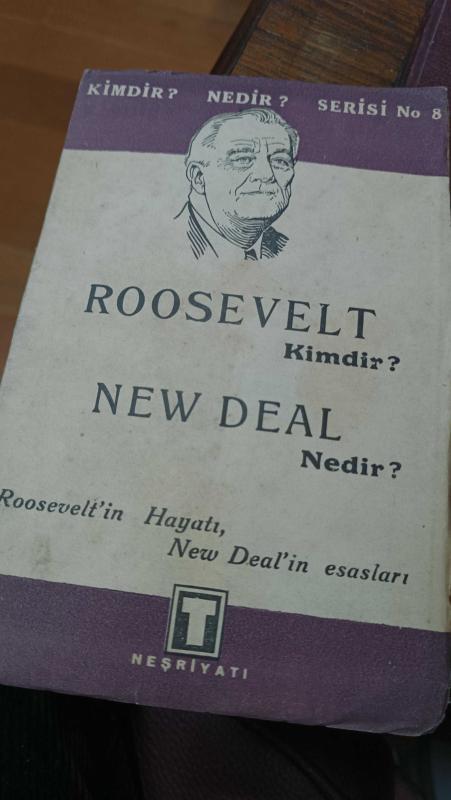 KİMDİR? NEDİR? SERİSİ No 8
ROOSEVELT
Kimdir?
NEW DEAL
Nedir?
Roosevelt'in Hayatı,
New Deal'in esasları
T
NEŞRİYATI